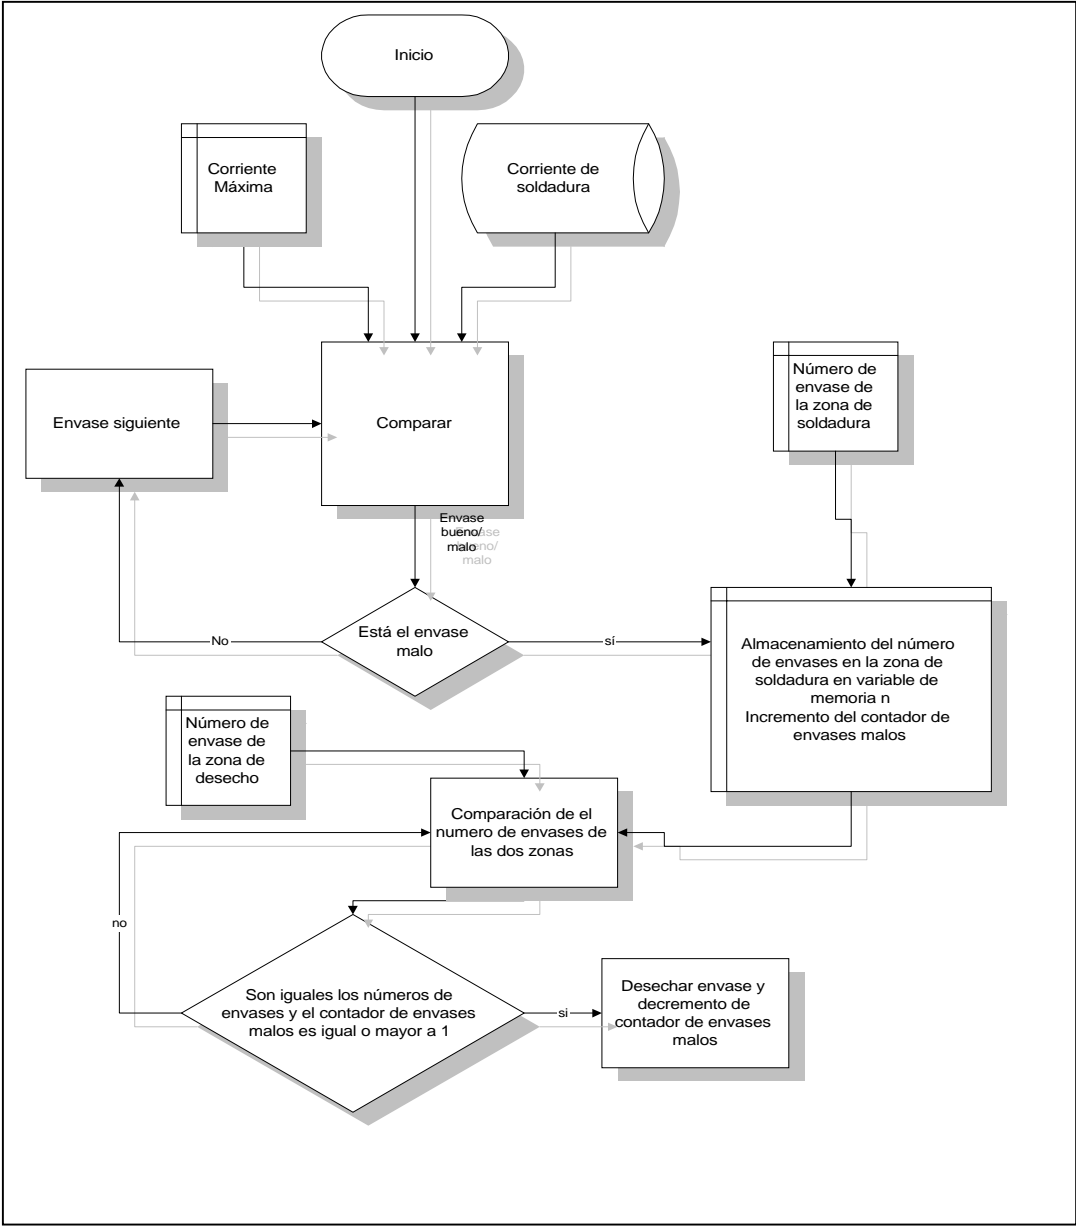 Inicio
Corriente
Máxima
Corriente de
soldadura
Envase siguiente
Comparar
Número de
envase de
la zona de
soldadura
Envase
bueno/
malo
Está el envase
malo
No
sí
Almacenamiento del número
de envases en la zona de
soldadura en variable de
memoria n
Incremento del contador de
envases malos
Número de
envase de
la zona de
desecho
Comparación de el
numero de envases de
las dos zonas
no
Son iguales los números de
envases y el contador de envases
malos es igual o mayor a 1
si
Desechar envase y
decremento de
contador de envases
malos